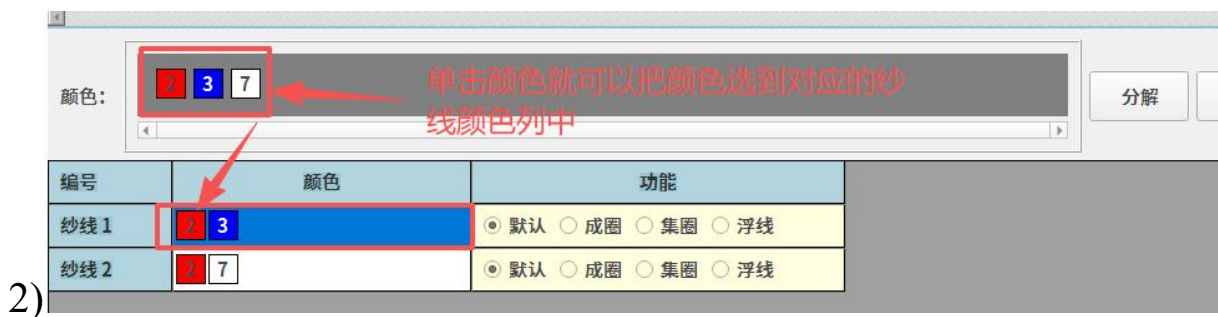 颜色: 2 3 7 单击颜色就可以把颜色选到对应的纱 分解
线颜色列中
编号 颜色 功能
纱线1 2 3 默认 成圈 集圈 浮线
纱线2 2 7 默认 成圈 集圈 浮线
2)